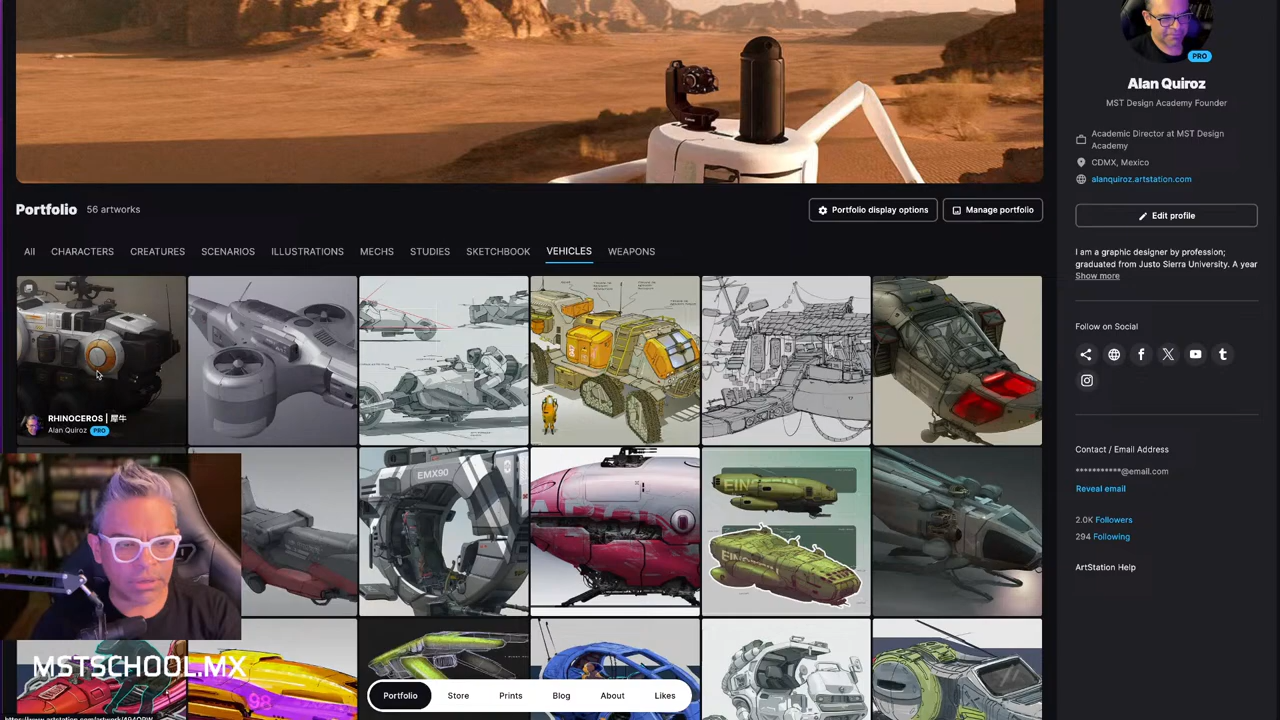 PRO
Alan Quiroz
MST Design Academy Founder
Academic Director at MST Design
Academy
CDMX, Mexico
alanquiroz.artstation.com
Edit profile
I am a graphic designer by profession;
graduated from Justo Sierra University. A year
Show more
Follow on Social
Contact / Email Address
***********@email.com
Reveal email
2.0K Followers
294 Following
ArtStation Help
Portfolio 56 artworks
Portfolio display options
Manage portfolio
All CHARACTERS CREATURES SCENARIOS ILLUSTRATIONS MECHS STUDIES SKETCHBOOK VEHICLES WEAPONS
RHINOCEROS | 犀牛
Alan Quiroz PRO
EMX90
EINSTEIN
98
MSTSCHOOL.MX
Portfolio Store Prints Blog About Likes